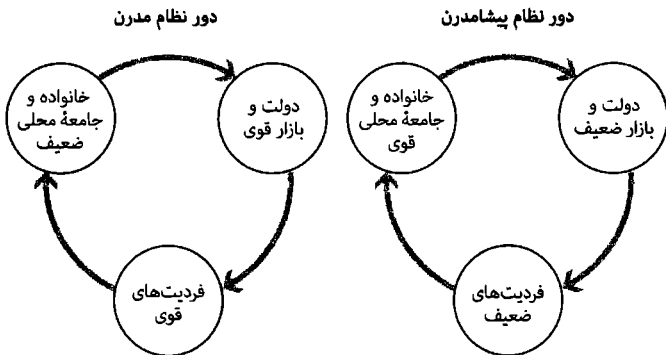 دور نظام پیشامدرن
خانواده و
جامعهٔ محلی
قوی
دولت و
بازار ضعیف
فردیت‌های
ضعیف
دور نظام مدرن
خانواده و
جامعهٔ محلی
ضعیف
دولت و
بازار قوی
فردیت‌های
قوی